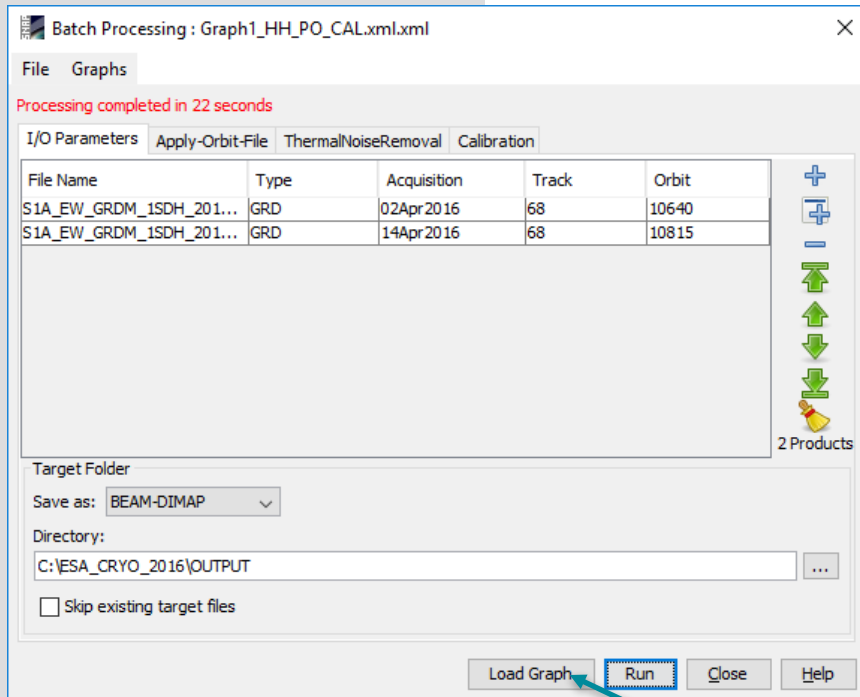 Batch Processing : Graph1_HH_PO_CAL.xml.xml
File Graphs
Processing completed in 22 seconds
I/O Parameters Apply-Orbit-File ThermalNoiseRemoval Calibration
File Name Type Acquisition Track Orbit
S1A_EW_GRDM_1SDH_201... GRD 02Apr2016 68 10640
S1A_EW_GRDM_1SDH_201... GRD 14Apr2016 68 10815
2 Products
Target Folder
Save as: BEAM-DIMAP
Directory:
C:\ESA_CRYO_2016\OUTPUT
...
Skip existing target files
Load Graph Run Close Help